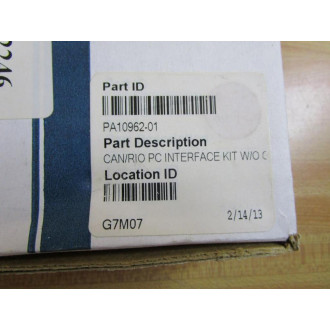 Part ID
PA10962-01
Part Description
CAN/RIO PC INTERFACE KIT W/O
Location ID
G7M07
2/14/13